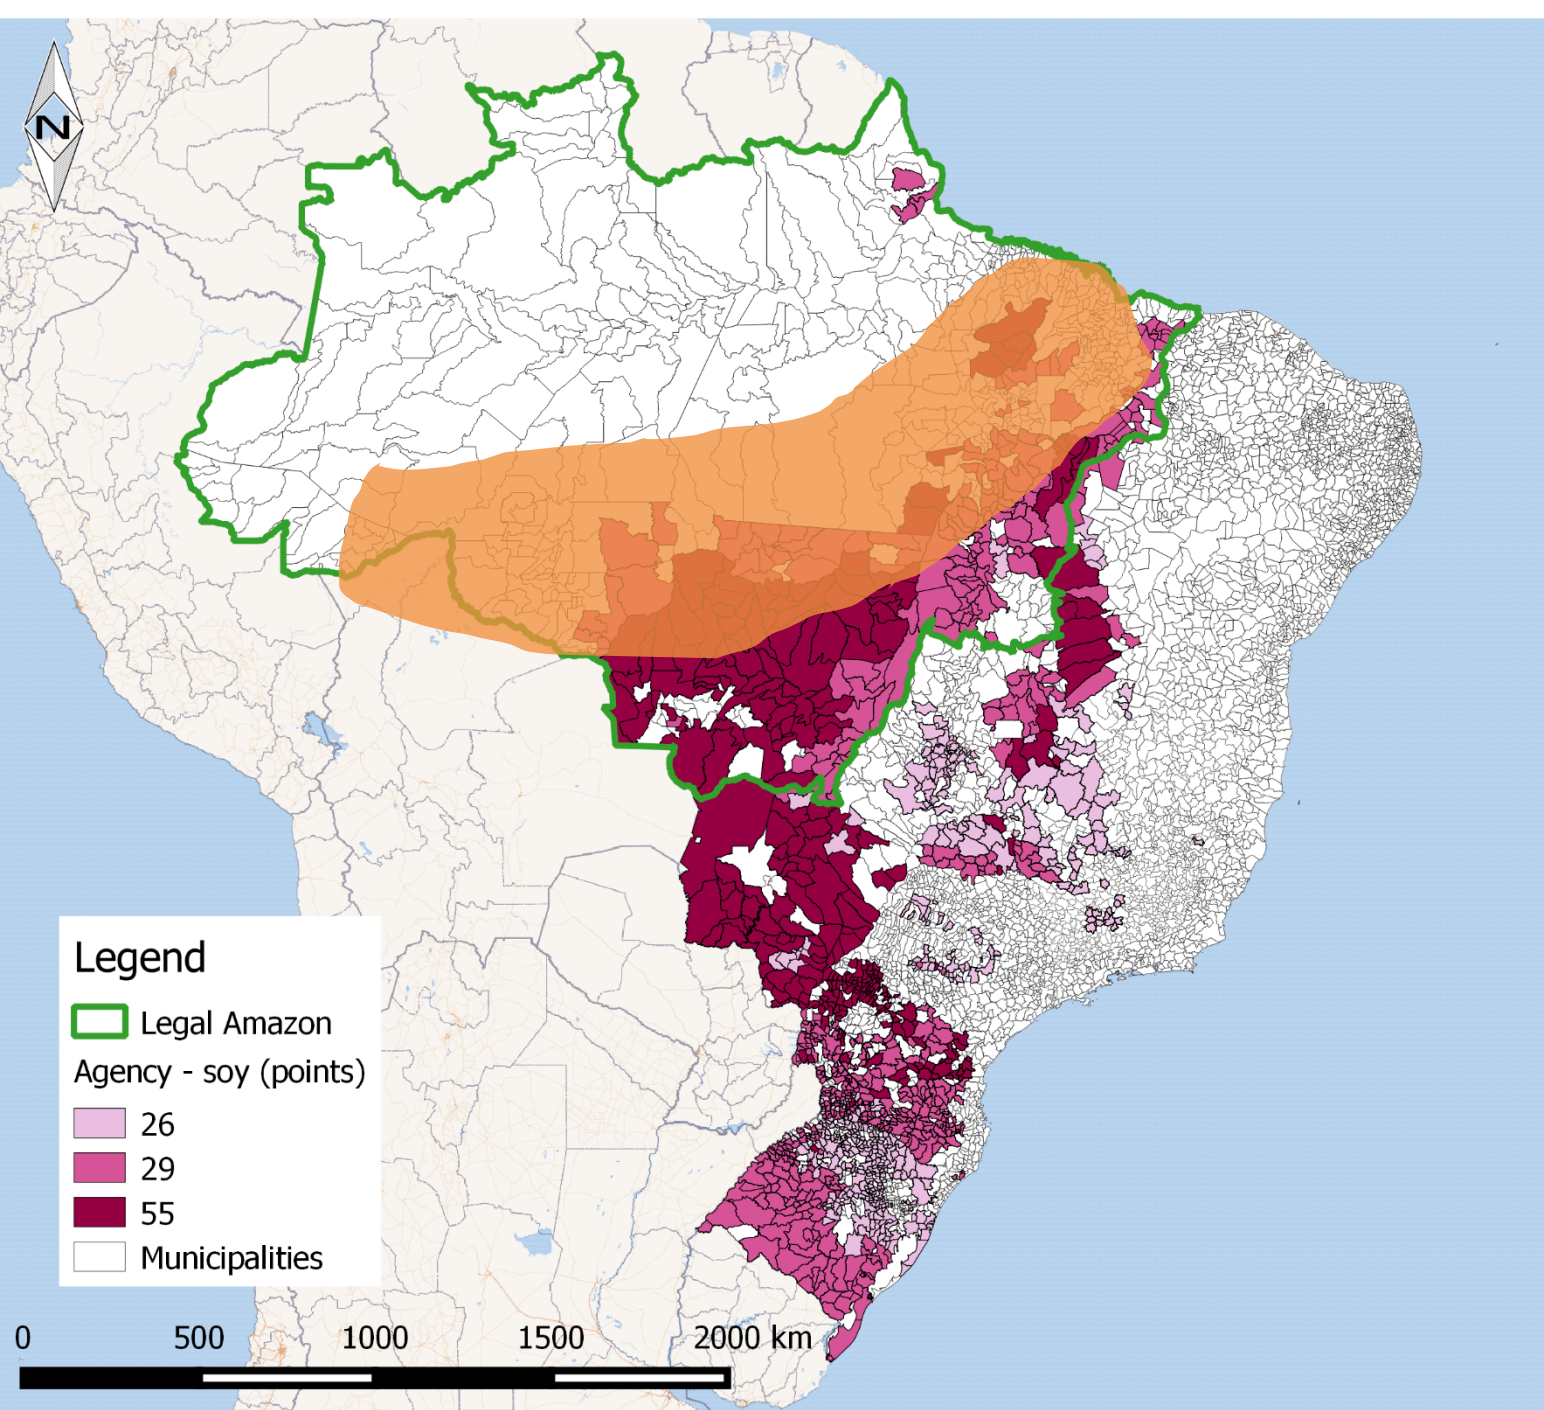 N
Legend
Legal Amazon
Agency - soy (points)
26
29
55
Municipalities
0 500 1000 1500 2000 km